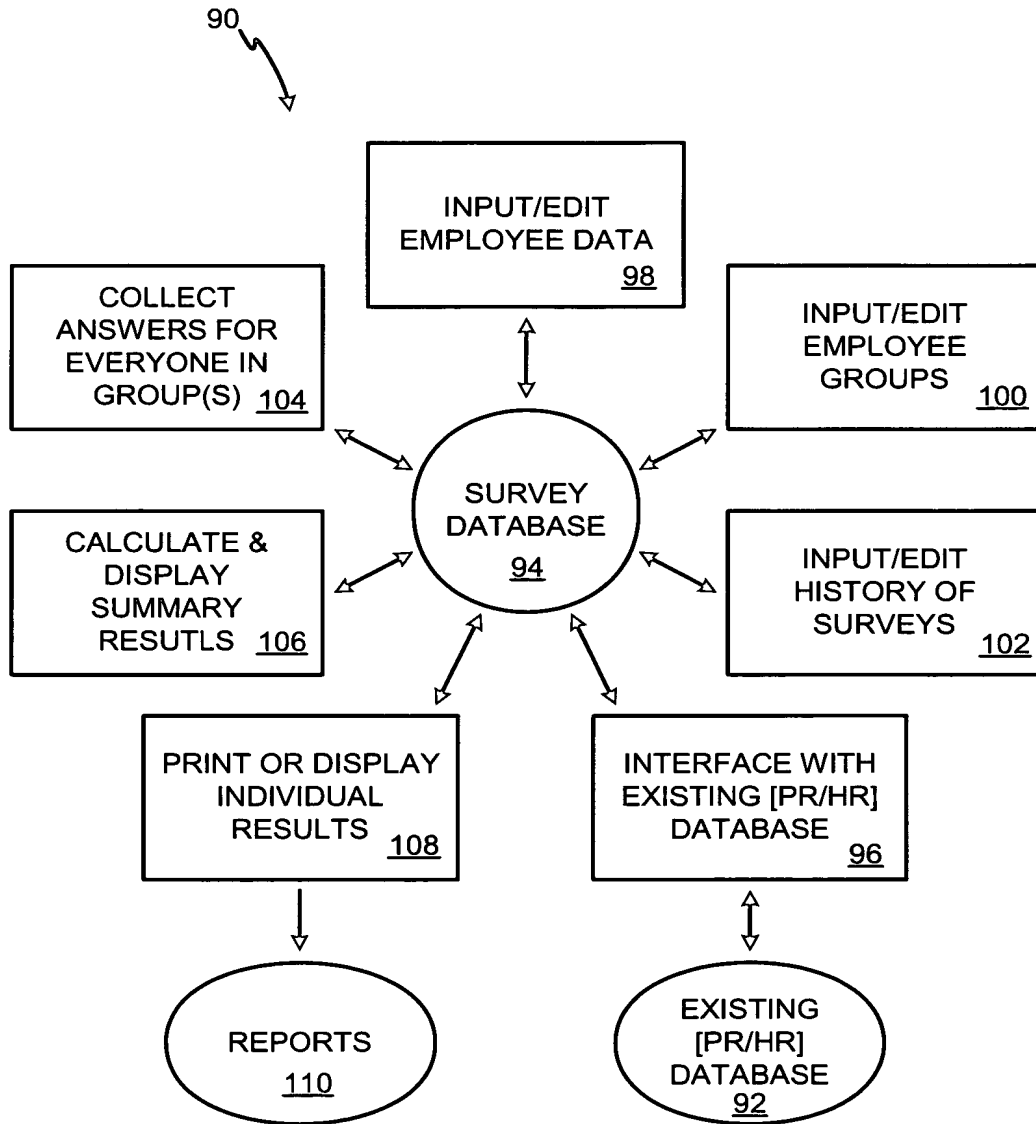 90
INPUT/EDIT
EMPLOYEE DATA
98
COLLECT
ANSWERS FOR
EVERYONE IN
GROUP(S) 104
INPUT/EDIT
EMPLOYEE
GROUPS
100
SURVEY
DATABASE
94
CALCULATE &
DISPLAY
SUMMARY
RESUTLS 106
INPUT/EDIT
HISTORY OF
SURVEYS
102
PRINT OR DISPLAY
INDIVIDUAL
RESULTS
108
INTERFACE WITH
EXISTING [PR/HR]
DATABASE
96
REPORTS
110
EXISTING
[PR/HR]
DATABASE
92